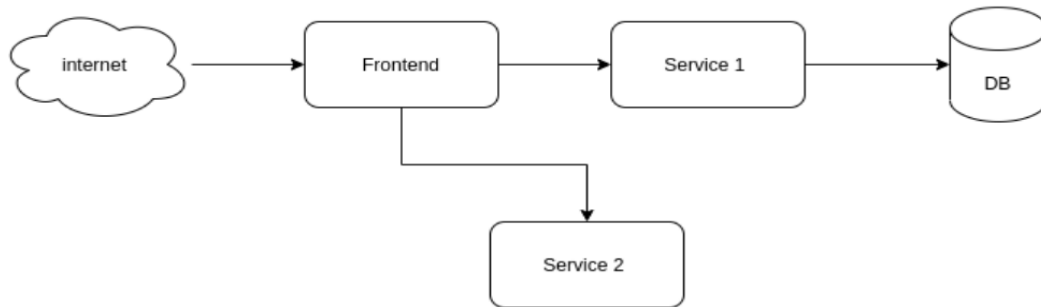 internet
Frontend
Service 1
DB
Service 2